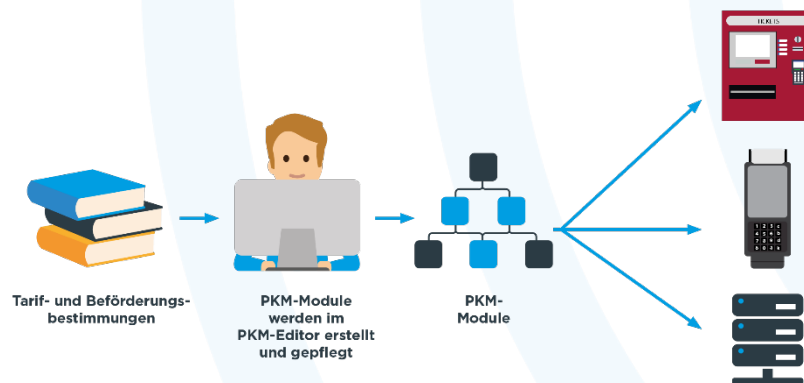 TICKETS
Tarif- und Beförderungs-
bestimmungen
PKM-Module
werden im
PKM-Editor erstellt
und gepflegt
PKM-
Module